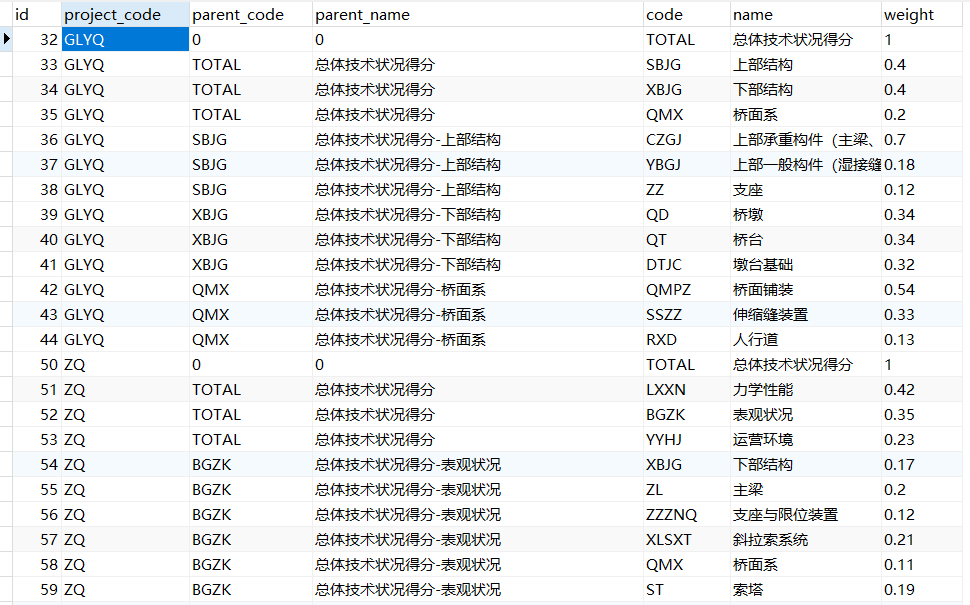 id project_code parent_code parent_name code name weight
32 GLYQ 0 0 TOTAL 总体技术状况得分 1
33 GLYQ TOTAL 总体技术状况得分 SBJG 上部结构 0.4
34 GLYQ TOTAL 总体技术状况得分 XBJG 下部结构 0.4
35 GLYQ TOTAL 总体技术状况得分 QMX 桥面系 0.2
36 GLYQ SBJG 总体技术状况得分-上部结构 CZGJ 上部承重构件（主梁、 0.7
37 GLYQ SBJG 总体技术状况得分-上部结构 YBGJ 上部一般构件（湿接缝 0.18
38 GLYQ SBJG 总体技术状况得分-上部结构 ZZ 支座 0.12
39 GLYQ XBJG 总体技术状况得分-下部结构 QD 桥墩 0.34
40 GLYQ XBJG 总体技术状况得分-下部结构 QT 桥台 0.34
41 GLYQ XBJG 总体技术状况得分-下部结构 DTJC 墩台基础 0.32
42 GLYQ QMX 总体技术状况得分-桥面系 QMPZ 桥面铺装 0.54
43 GLYQ QMX 总体技术状况得分-桥面系 SSZZ 伸缩缝装置 0.33
44 GLYQ QMX 总体技术状况得分-桥面系 RXD 人行道 0.13
50 ZQ 0 0 TOTAL 总体技术状况得分 1
51 ZQ TOTAL 总体技术状况得分 LXXN 力学性能 0.42
52 ZQ TOTAL 总体技术状况得分 BGZK 表观状况 0.35
53 ZQ TOTAL 总体技术状况得分 YYHJ 运营环境 0.23
54 ZQ BGZK 总体技术状况得分-表观状况 XBJG 下部结构 0.17
55 ZQ BGZK 总体技术状况得分-表观状况 ZL 主梁 0.2
56 ZQ BGZK 总体技术状况得分-表观状况 ZZZNQ 支座与限位装置 0.12
57 ZQ BGZK 总体技术状况得分-表观状况 XLSXT 斜拉索系统 0.21
58 ZQ BGZK 总体技术状况得分-表观状况 QMX 桥面系 0.11
59 ZQ BGZK 总体技术状况得分-表观状况 ST 索塔 0.19